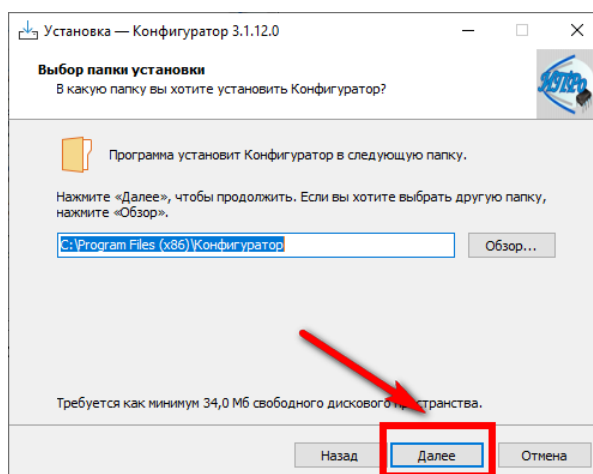 Установка — Конфигуратор 3.1.12.0
Выбор папки установки
В какую папку вы хотите установить Конфигуратор?
Программа установит Конфигуратор в следующую папку.
Нажмите «Далее», чтобы продолжить. Если вы хотите выбрать другую папку,
нажмите «Обзор».
C:\Program Files (x86)\Конфигуратор
Обзор...
Требуется как минимум 34,0 Мб свободного дискового пространства.
Назад
Далее
Отмена